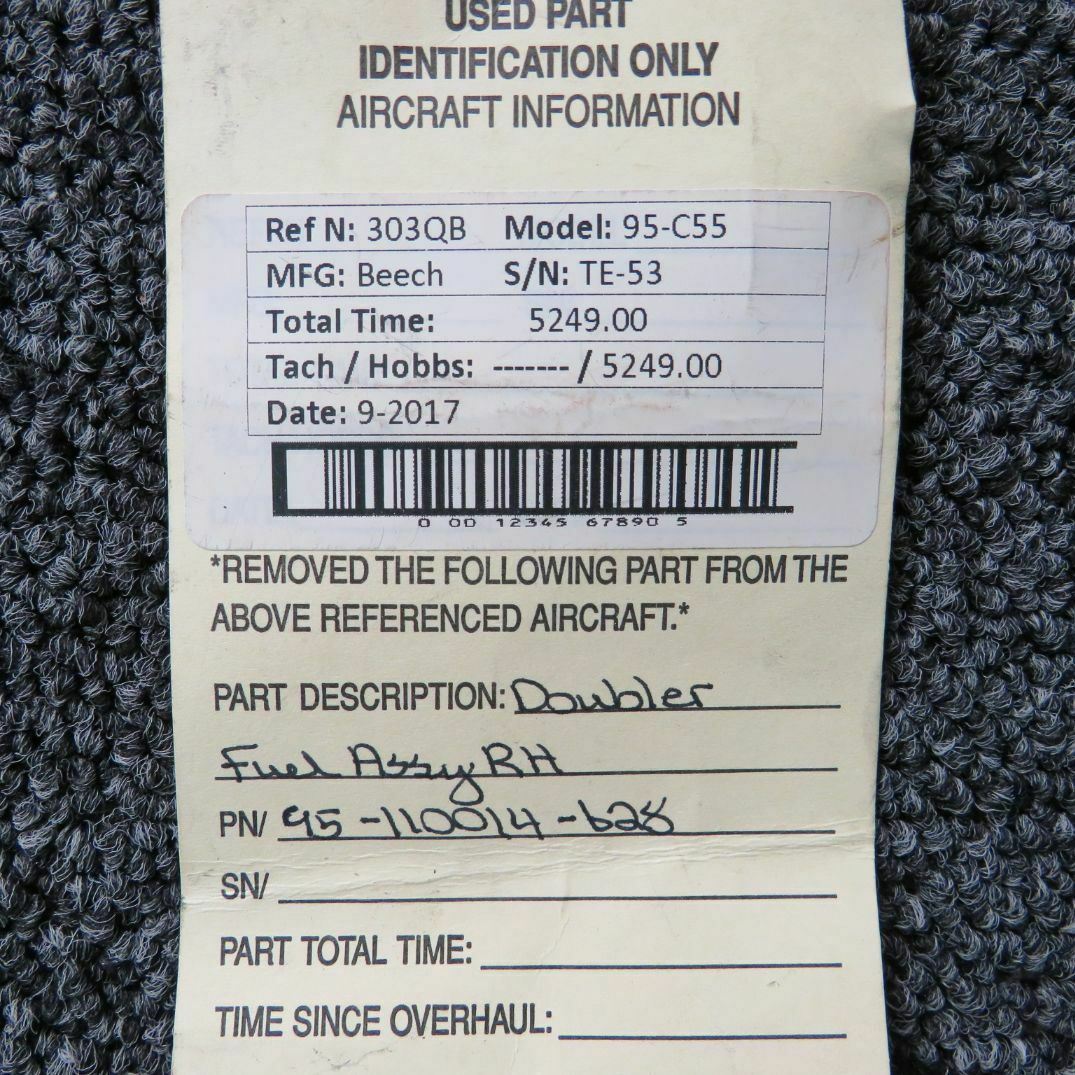 USED PART
IDENTIFICATION ONLY
AIRCRAFT INFORMATION
Ref N: 303QB Model: 95-C55
MFG: Beech S/N: TE-53
Total Time: 5249.00
Tach / Hobbs: ------- / 5249.00
Date: 9-2017
0 00 12345 67890 5
*REMOVED THE FOLLOWING PART FROM THE
ABOVE REFERENCED AIRCRAFT.*
PART DESCRIPTION: Doubler
Fuel Assy RH
PN/ 95-110014-628
SN/
PART TOTAL TIME:
TIME SINCE OVERHAUL: